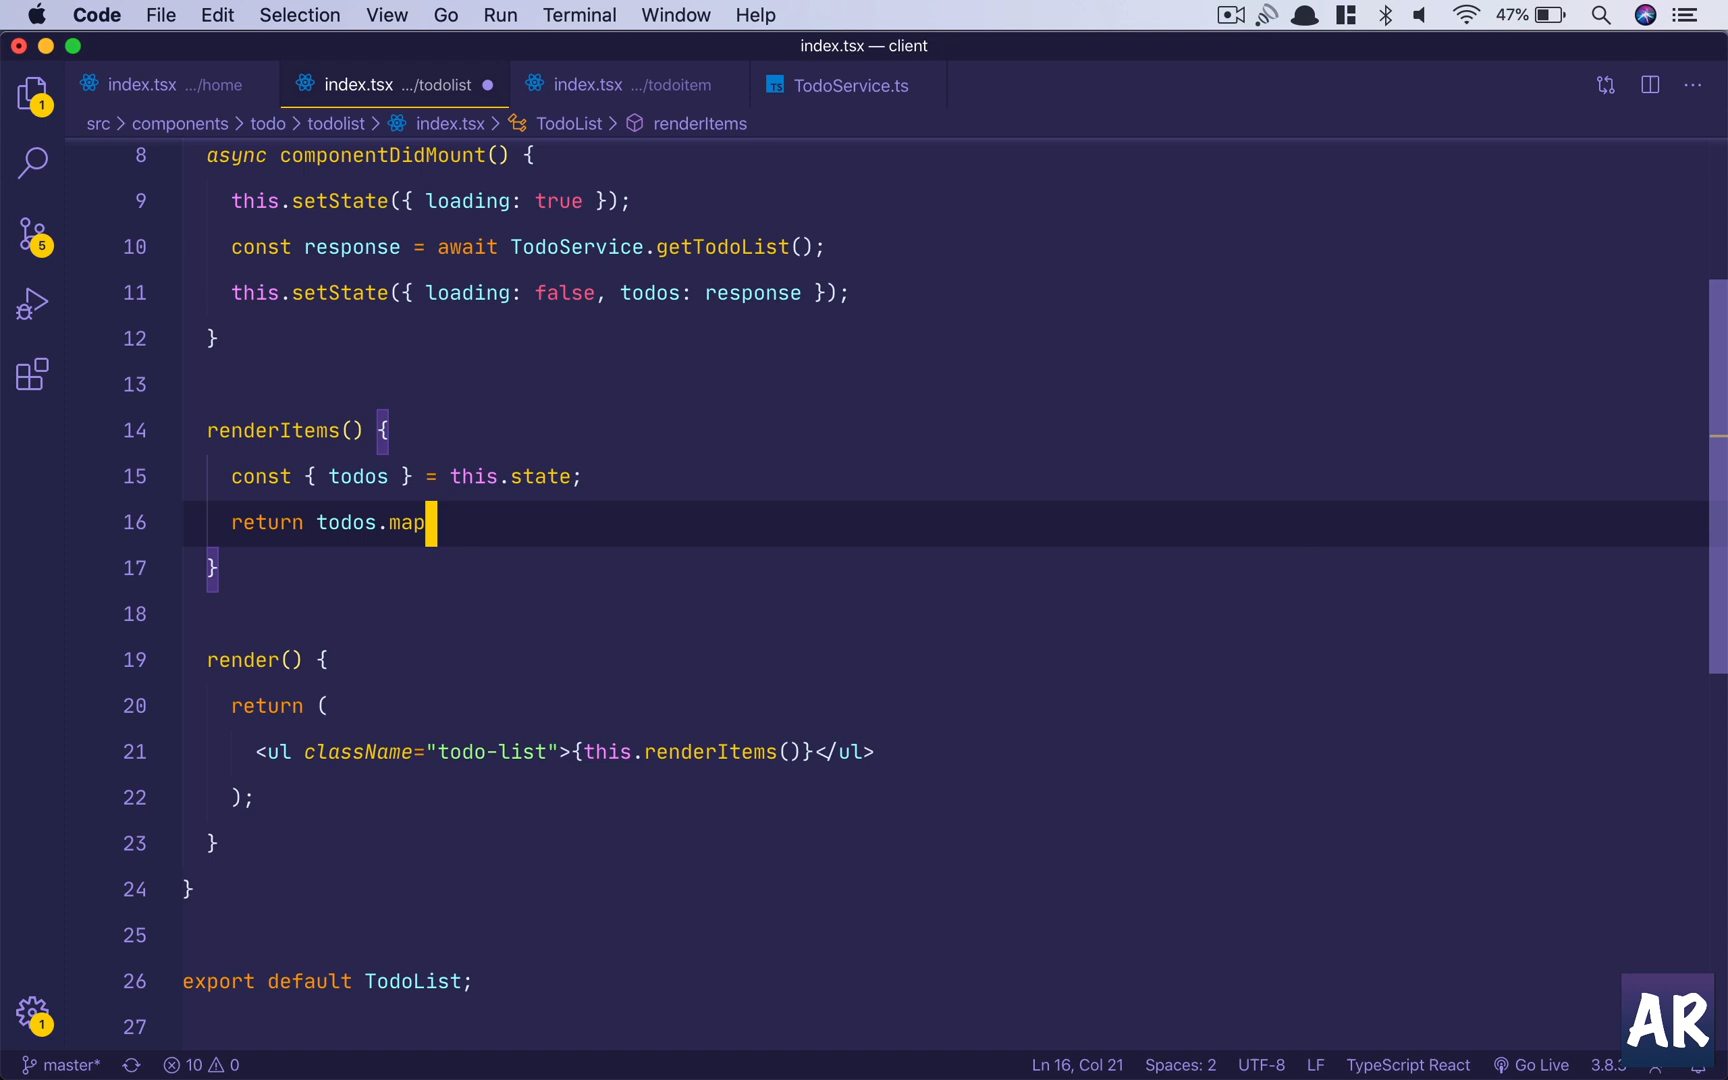 Code File Edit Selection View Go Run Terminal Window Help 47%
index.tsx — client
index.tsx .../home index.tsx .../todolist index.tsx .../todoitem TS TodoService.ts
src > components > todo > todolist > index.tsx > TodoList > renderItems
1
5
1
8 async componentDidMount() {
9 this.setState({ loading: true });
10 const response = await TodoService.getTodoList();
11 this.setState({ loading: false, todos: response });
12 }
13
14 renderItems() {
15 const { todos } = this.state;
16 return todos.map
17 }
18
19 render() {
20 return (
21 <ul className="todo-list">{this.renderItems()}</ul>
22 );
23 }
24 }
25
26 export default TodoList;
27
AR
master* 10 0 Ln 16, Col 21 Spaces: 2 UTF-8 LF TypeScript React Go Live